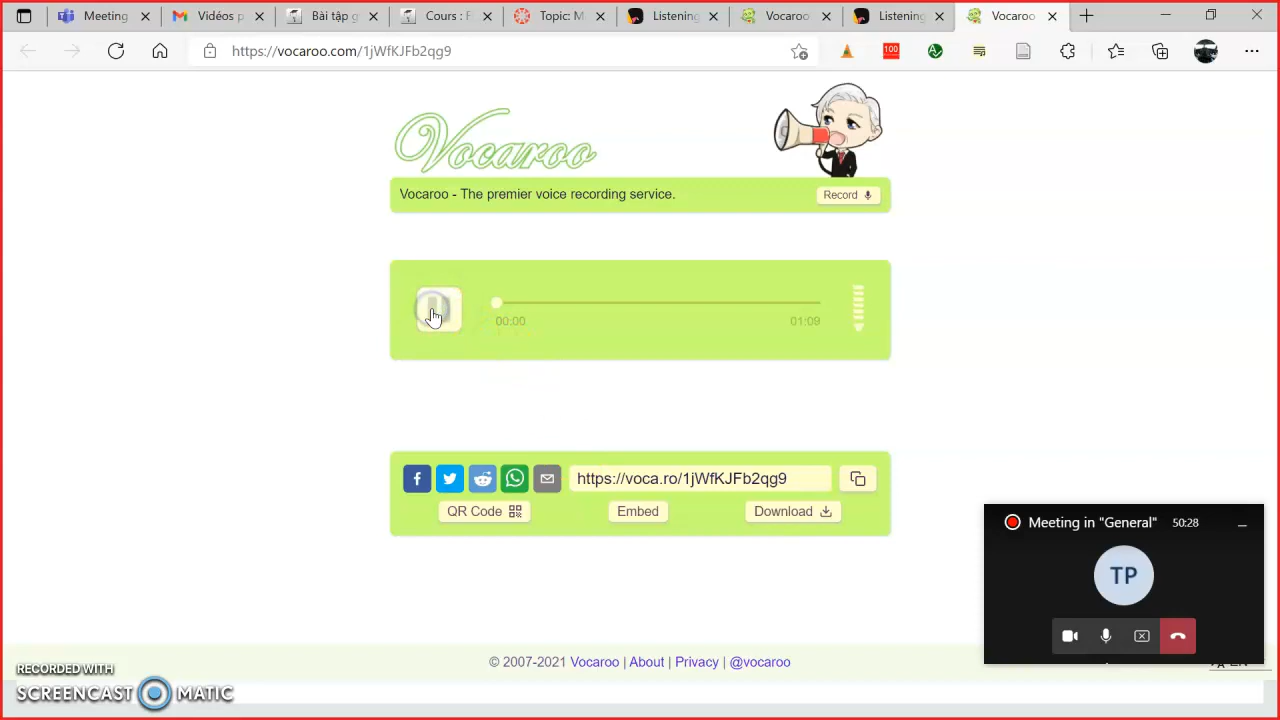 Meeting
Vidéos p
Bài tập g
Cours : F
Topic: M
Listening
Vocaroo
Listening
Vocaroo
https://vocaroo.com/1jWfKJFb2qg9
100
Vocaroo
Vocaroo - The premier voice recording service.
Record
00:00
01:09
https://voca.ro/1jWfKJFb2qg9
QR Code
Embed
Download
Meeting in "General"
50:28
TP
© 2007-2021 Vocaroo | About | Privacy | @vocaroo
RECORDED WITH
SCREENCAST MATIC